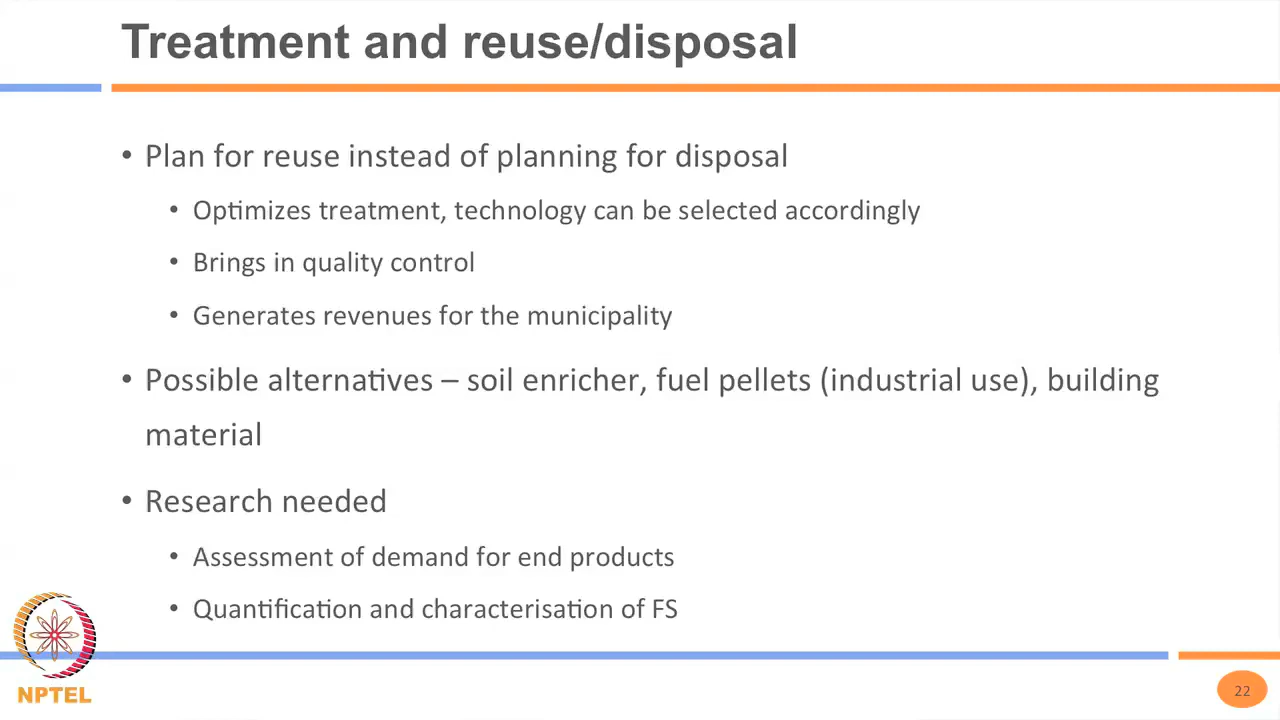 Treatment and reuse/disposal
• Plan for reuse instead of planning for disposal
• Optimizes treatment, technology can be selected accordingly
• Brings in quality control
• Generates revenues for the municipality
• Possible alternatives – soil enricher, fuel pellets (industrial use), building
material
• Research needed
• Assessment of demand for end products
• Quantification and characterisation of FS
NPTEL
22